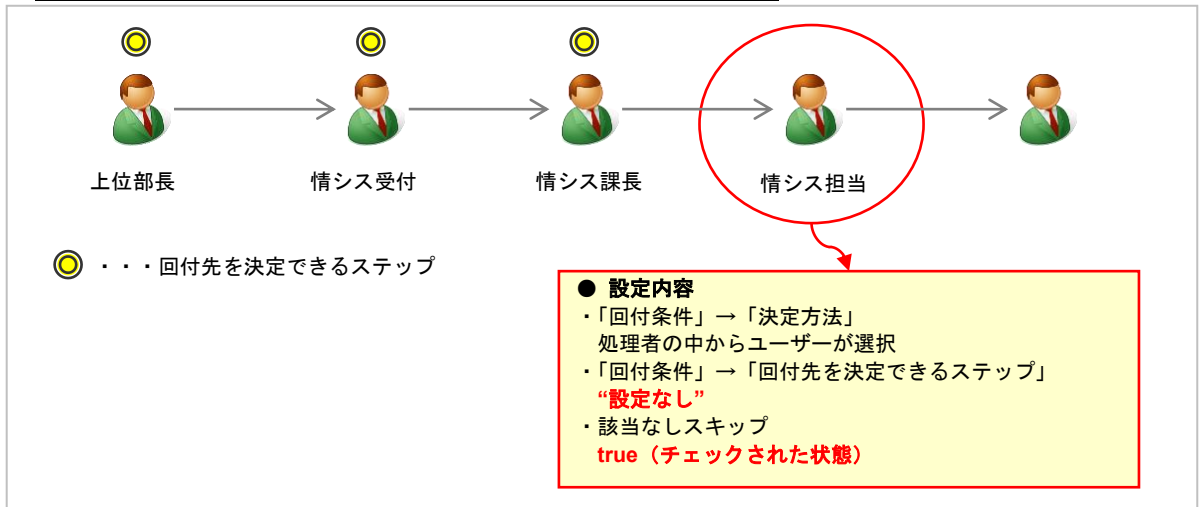 上位部長
情シス受付
情シス課長
情シス担当
・・・回付先を決定できるステップ
● 設定内容
・「回付条件」→「決定方法」
処理者の中からユーザーが選択
・「回付条件」→「回付先を決定できるステップ」
“設定なし”
・該当なしスキップ
true（チェックされた状態）